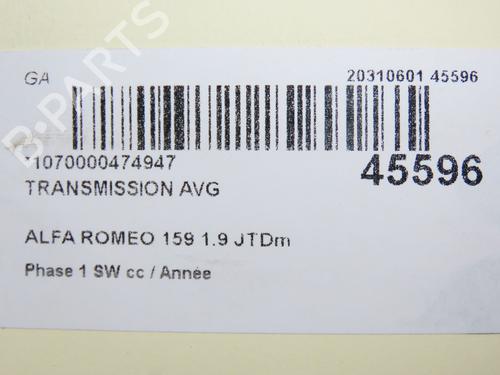 GA
20310601 45596
1070000474947
45596
TRANSMISSION AVG
ALFA ROMEO 159 1.9 JTDm
Phase 1 SW cc / Année
B-PARTS